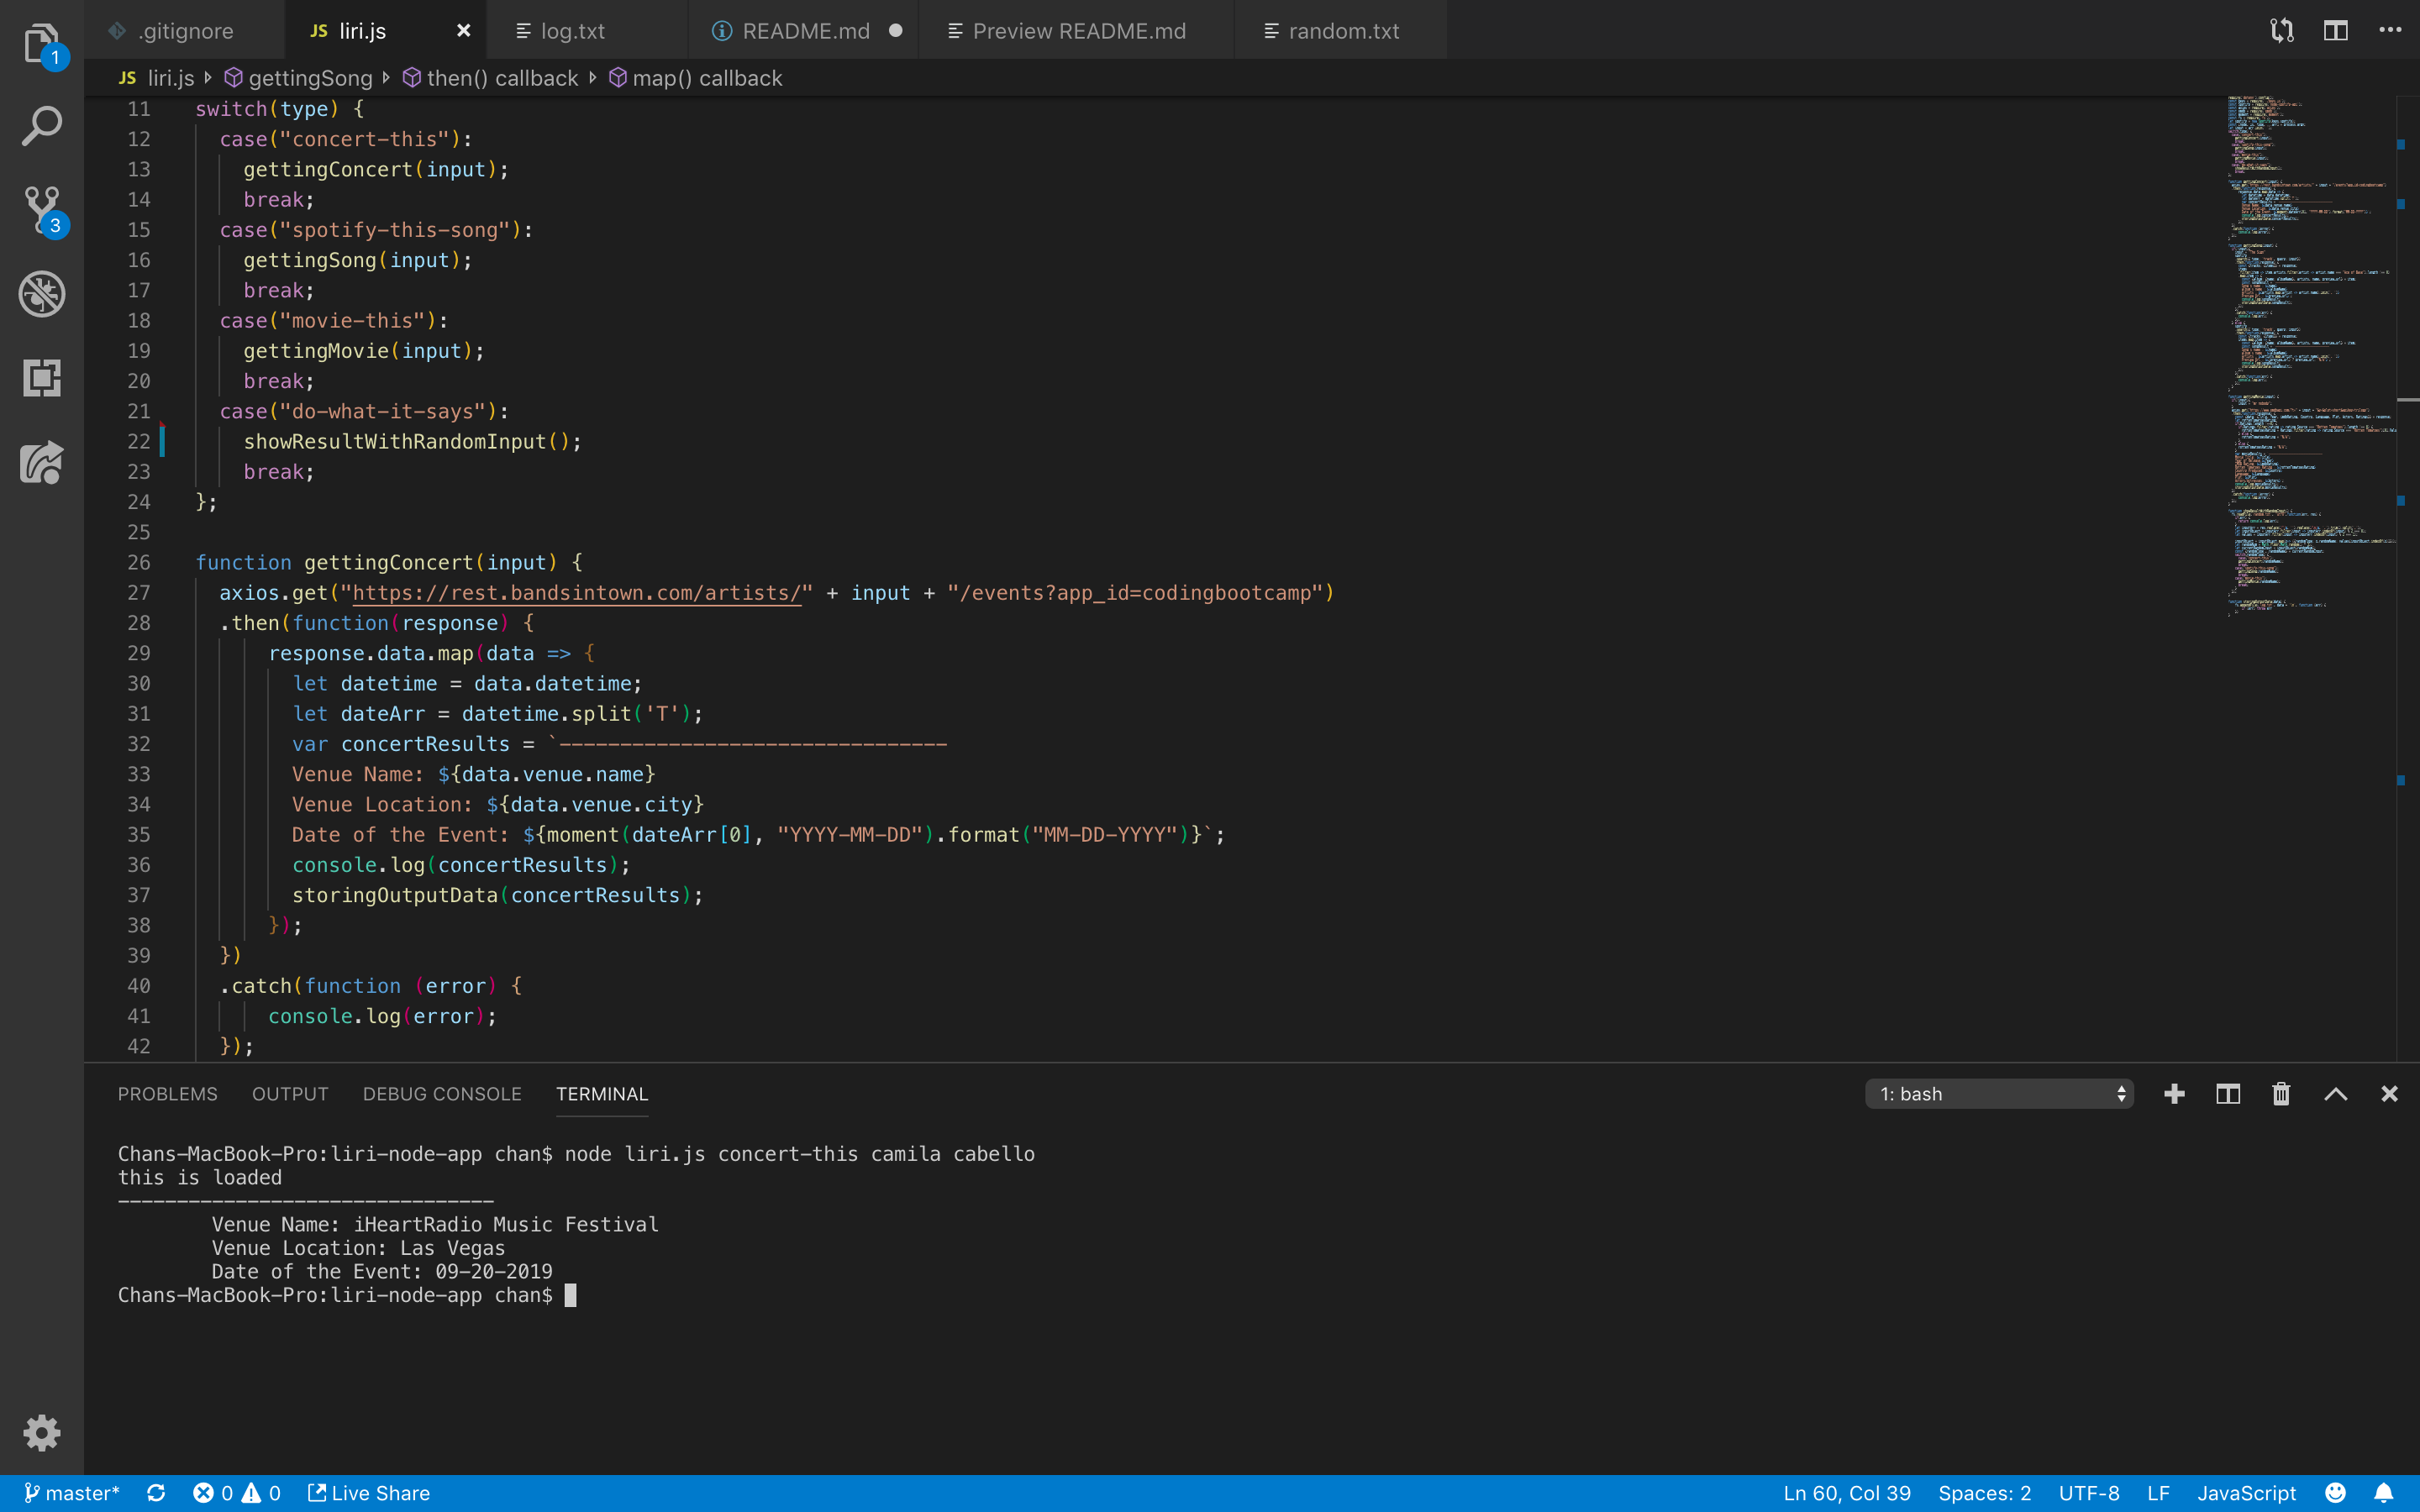 1
3
.gitignore
JS liri.js
log.txt
README.md
Preview README.md
random.txt
JS liri.js gettingSong then() callback map() callback
11 switch(type) {
12 case("concert-this"):
13 gettingConcert(input);
14 break;
15 case("spotify-this-song"):
16 gettingSong(input);
17 break;
18 case("movie-this"):
19 gettingMovie(input);
20 break;
21 case("do-what-it-says"):
22 showResultWithRandomInput();
23 break;
24 };
25
26 function gettingConcert(input) {
27 axios.get("https://rest.bandsintown.com/artists/" + input + "/events?app_id=codingbootcamp")
28 .then(function(response) {
29 response.data.map(data => {
30 let datetime = data.datetime;
31 let dateArr = datetime.split('T');
32 var concertResults = `--------------------------------
33 Venue Name: ${data.venue.name}
34 Venue Location: ${data.venue.city}
35 Date of the Event: ${moment(dateArr[0], "YYYY-MM-DD").format("MM-DD-YYYY")}`;
36 console.log(concertResults);
37 storingOutputData(concertResults);
38 });
39 })
40 .catch(function (error) {
41 console.log(error);
42 });
PROBLEMS OUTPUT DEBUG CONSOLE TERMINAL 1: bash
Chans-MacBook-Pro:liri-node-app chan$ node liri.js concert-this camila cabello
this is loaded
--------------------------------
Venue Name: iHeartRadio Music Festival
Venue Location: Las Vegas
Date of the Event: 09-20-2019
Chans-MacBook-Pro:liri-node-app chan$
master* 0 0 Live Share Ln 60, Col 39 Spaces: 2 UTF-8 LF JavaScript